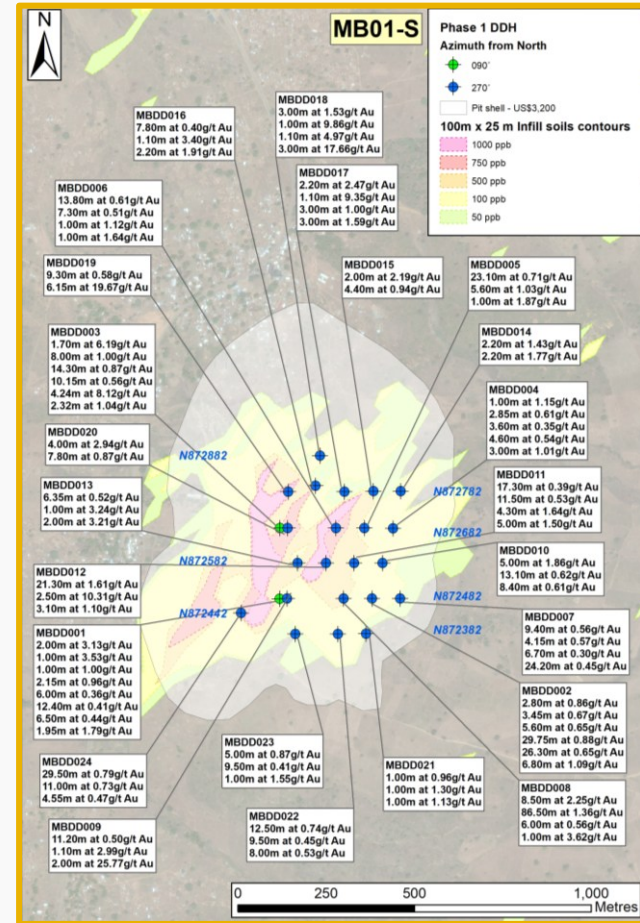 N
MB01-S
Phase 1 DDH
Azimuth from North
090°
270°
Pit shell - US$3,200
100m x 25 m Infill soils contours
1000 ppb
750 ppb
500 ppb
100 ppb
50 ppb
MBDD018
3.00m at 1.53g/t Au
1.00m at 9.86g/t Au
1.10m at 4.97g/t Au
3.00m at 17.66g/t Au
MBDD016
7.80m at 0.40g/t Au
1.10m at 3.40g/t Au
2.20m at 1.91g/t Au
MBDD017
2.20m at 2.47g/t Au
1.10m at 9.35g/t Au
3.00m at 1.00g/t Au
3.00m at 1.59g/t Au
MBDD006
13.80m at 0.61g/t Au
7.30m at 0.51g/t Au
1.00m at 1.12g/t Au
1.00m at 1.64g/t Au
MBDD019
9.30m at 0.58g/t Au
6.15m at 19.67g/t Au
MBDD015
2.00m at 2.19g/t Au
4.40m at 0.94g/t Au
MBDD005
23.10m at 0.71g/t Au
5.60m at 1.03g/t Au
1.00m at 1.87g/t Au
MBDD003
1.70m at 6.19g/t Au
8.00m at 1.00g/t Au
14.30m at 0.87g/t Au
10.15m at 0.56g/t Au
4.24m at 8.12g/t Au
2.32m at 1.04g/t Au
MBDD014
2.20m at 1.43g/t Au
2.20m at 1.77g/t Au
MBDD004
1.00m at 1.15g/t Au
2.85m at 0.61g/t Au
3.60m at 0.35g/t Au
4.60m at 0.54g/t Au
3.00m at 1.01g/t Au
MBDD020
4.00m at 2.94g/t Au
7.80m at 0.87g/t Au
N872882
MBDD011
17.30m at 0.39g/t Au
11.50m at 0.53g/t Au
4.30m at 1.64g/t Au
5.00m at 1.50g/t Au
N872782
MBDD013
6.35m at 0.52g/t Au
1.00m at 3.24g/t Au
2.00m at 3.21g/t Au
N872682
MBDD010
5.00m at 1.86g/t Au
13.10m at 0.62g/t Au
8.40m at 0.61g/t Au
N872582
MBDD012
21.30m at 1.61g/t Au
2.50m at 10.31g/t Au
3.10m at 1.10g/t Au
N872482
N872442
MBDD007
9.40m at 0.56g/t Au
4.15m at 0.57g/t Au
6.70m at 0.30g/t Au
24.20m at 0.45g/t Au
N872382
MBDD001
2.00m at 3.13g/t Au
1.00m at 3.53g/t Au
1.00m at 1.00g/t Au
2.15m at 0.96g/t Au
6.00m at 0.36g/t Au
12.40m at 0.41g/t Au
6.50m at 0.44g/t Au
1.95m at 1.79g/t Au
MBDD002
2.80m at 0.86g/t Au
3.45m at 0.67g/t Au
5.60m at 0.65g/t Au
29.75m at 0.88g/t Au
26.30m at 0.65g/t Au
6.80m at 1.09g/t Au
MBDD023
5.00m at 0.87g/t Au
9.50m at 0.41g/t Au
1.00m at 1.55g/t Au
MBDD024
29.50m at 0.79g/t Au
11.00m at 0.73g/t Au
4.55m at 0.47g/t Au
MBDD021
1.00m at 0.96g/t Au
1.00m at 1.30g/t Au
1.00m at 1.13g/t Au
MBDD008
8.50m at 2.25g/t Au
86.50m at 1.36g/t Au
6.00m at 0.56g/t Au
1.00m at 3.62g/t Au
MBDD022
12.50m at 0.74g/t Au
9.50m at 0.45g/t Au
8.00m at 0.53g/t Au
MBDD009
11.20m at 0.50g/t Au
1.10m at 2.99g/t Au
2.00m at 25.77g/t Au
0 250 500 1,000
Metres